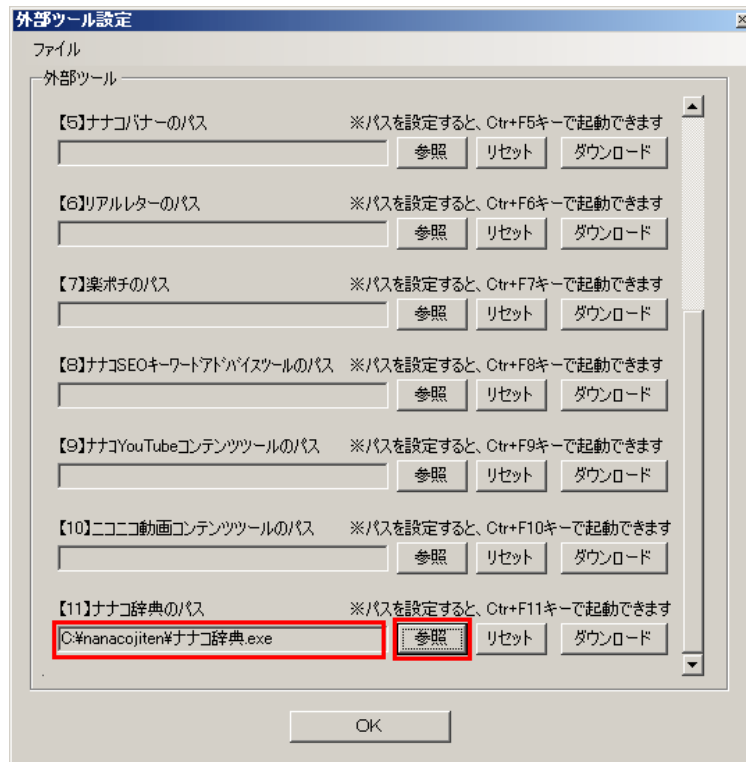 外部ツール設定
ファイル
外部ツール
【5】ナナコバナーのパス ※パスを設定すると、Ctr+F5キーで起動できます
参照 リセット ダウンロード
【6】リアルレターのパス ※パスを設定すると、Ctr+F6キーで起動できます
参照 リセット ダウンロード
【7】楽ポチのパス ※パスを設定すると、Ctr+F7キーで起動できます
参照 リセット ダウンロード
【8】ナナコSEOキーワードアドバイスツールのパス ※パスを設定すると、Ctr+F8キーで起動できます
参照 リセット ダウンロード
【9】ナナコYouTubeコンテンツツールのパス ※パスを設定すると、Ctr+F9キーで起動できます
参照 リセット ダウンロード
【10】ニコニコ動画コンテンツツールのパス ※パスを設定すると、Ctr+F10キーで起動できます
参照 リセット ダウンロード
【11】ナナコ辞典のパス ※パスを設定すると、Ctr+F11キーで起動できます
C:¥nanacojiten¥ナナコ辞典.exe 参照 リセット ダウンロード
OK